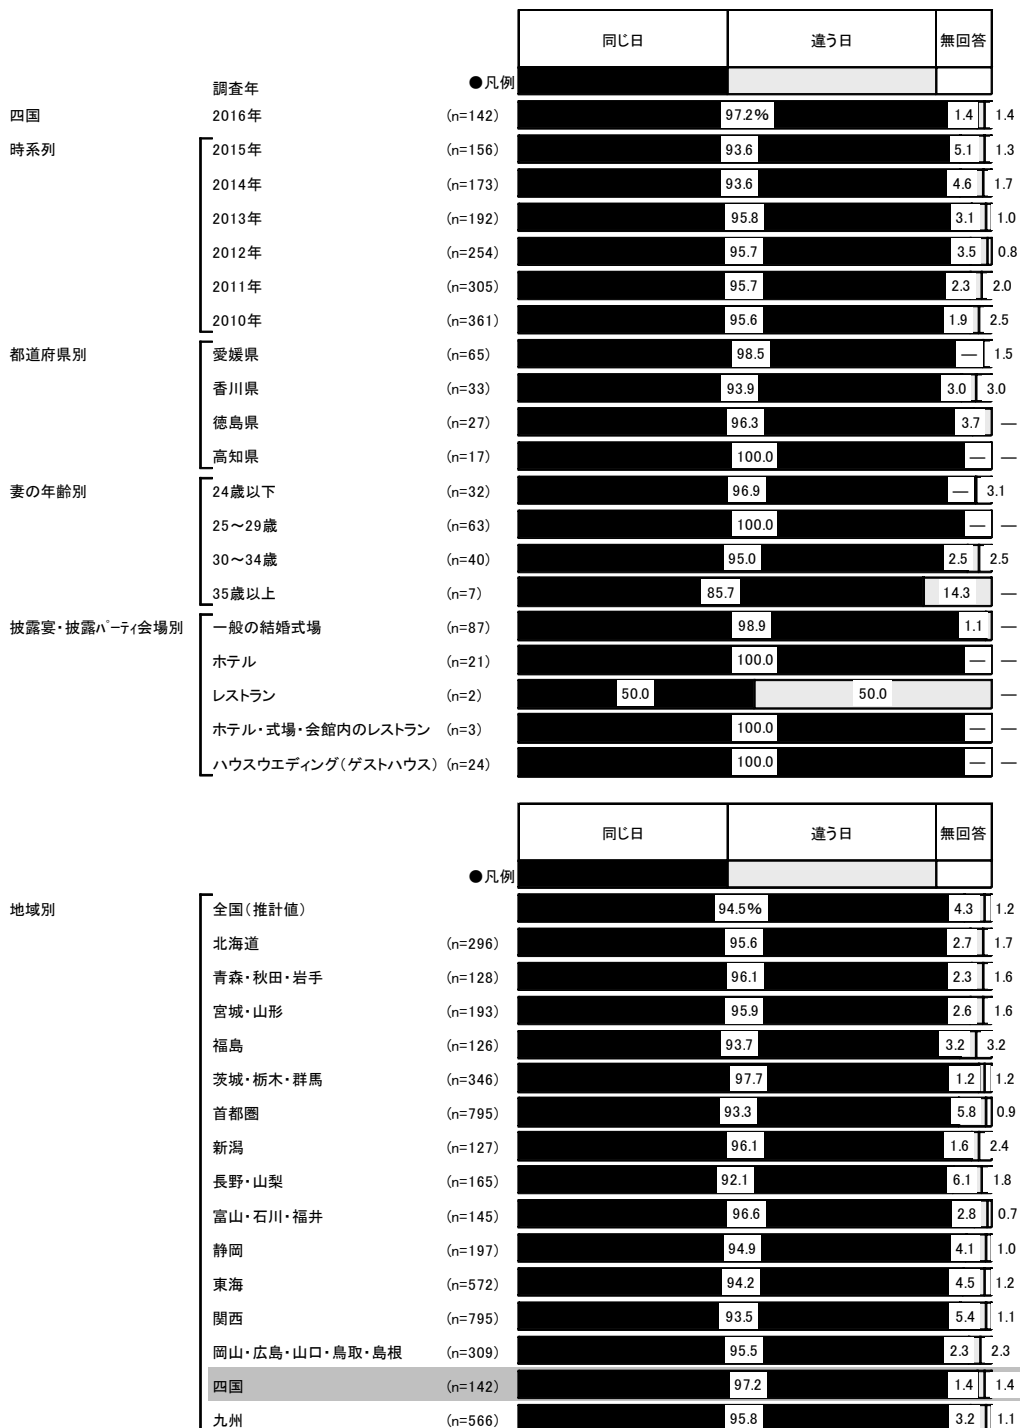 同じ日 違う日 無回答
●凡例
調査年
四国 2016年 (n=142) 97.2% 1.4 1.4
時系列 2015年 (n=156) 93.6 5.1 1.3
2014年 (n=173) 93.6 4.6 1.7
2013年 (n=192) 95.8 3.1 1.0
2012年 (n=254) 95.7 3.5 0.8
2011年 (n=305) 95.7 2.3 2.0
2010年 (n=361) 95.6 1.9 2.5
都道府県別 愛媛県 (n=65) 98.5 — 1.5
香川県 (n=33) 93.9 3.0 3.0
徳島県 (n=27) 96.3 3.7 —
高知県 (n=17) 100.0 — —
妻の年齢別 24歳以下 (n=32) 96.9 — 3.1
25～29歳 (n=63) 100.0 — —
30～34歳 (n=40) 95.0 2.5 2.5
35歳以上 (n=7) 85.7 14.3 —
披露宴・披露ﾊﾟｰﾃｨ会場別 一般の結婚式場 (n=87) 98.9 1.1 —
ホテル (n=21) 100.0 — —
レストラン (n=2) 50.0 50.0 —
ホテル・式場・会館内のレストラン (n=3) 100.0 — —
ハウスウエディング（ゲストハウス） (n=24) 100.0 — —
同じ日 違う日 無回答
●凡例
地域別 全国（推計値） 94.5% 4.3 1.2
北海道 (n=296) 95.6 2.7 1.7
青森・秋田・岩手 (n=128) 96.1 2.3 1.6
宮城・山形 (n=193) 95.9 2.6 1.6
福島 (n=126) 93.7 3.2 3.2
茨城・栃木・群馬 (n=346) 97.7 1.2 1.2
首都圏 (n=795) 93.3 5.8 0.9
新潟 (n=127) 96.1 1.6 2.4
長野・山梨 (n=165) 92.1 6.1 1.8
富山・石川・福井 (n=145) 96.6 2.8 0.7
静岡 (n=197) 94.9 4.1 1.0
東海 (n=572) 94.2 4.5 1.2
関西 (n=795) 93.5 5.4 1.1
岡山・広島・山口・鳥取・島根 (n=309) 95.5 2.3 2.3
四国 (n=142) 97.2 1.4 1.4
九州 (n=566) 95.8 3.2 1.1